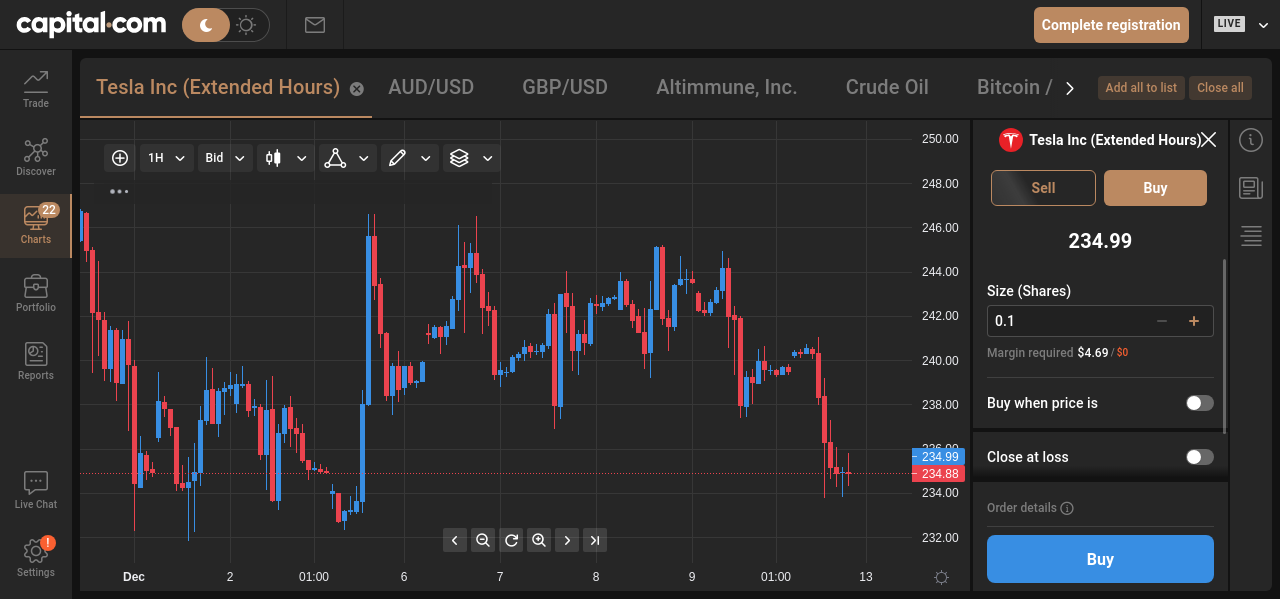 capital.com
Complete registration
LIVE
Trade
Discover
22
Charts
Portfolio
Reports
Live Chat
!
Settings
Tesla Inc (Extended Hours)
AUD/USD
GBP/USD
Altimmune, Inc.
Crude Oil
Bitcoin /
Add all to list
Close all
1H
Bid
250.00
248.00
246.00
244.00
242.00
240.00
238.00
236.00
234.99
234.88
234.00
232.00
Dec
2
01:00
6
7
8
9
01:00
13
Tesla Inc (Extended Hours)
Sell
Buy
234.99
Size (Shares)
0.1
Margin required $4.69 / $0
Buy when price is
Close at loss
Order details
Buy